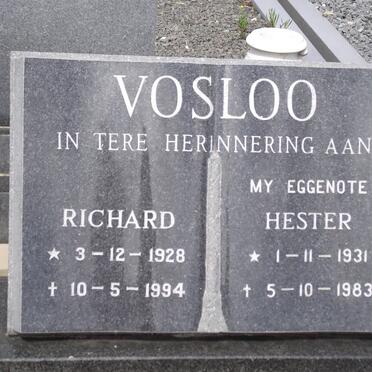 VOSLOO
IN TERE HERINNERING AAN
MY EGGENOTE
RICHARD
★ 3-12-1928
✝ 10-5-1994
HESTER
★ 1-11-1931
✝ 5-10-1983